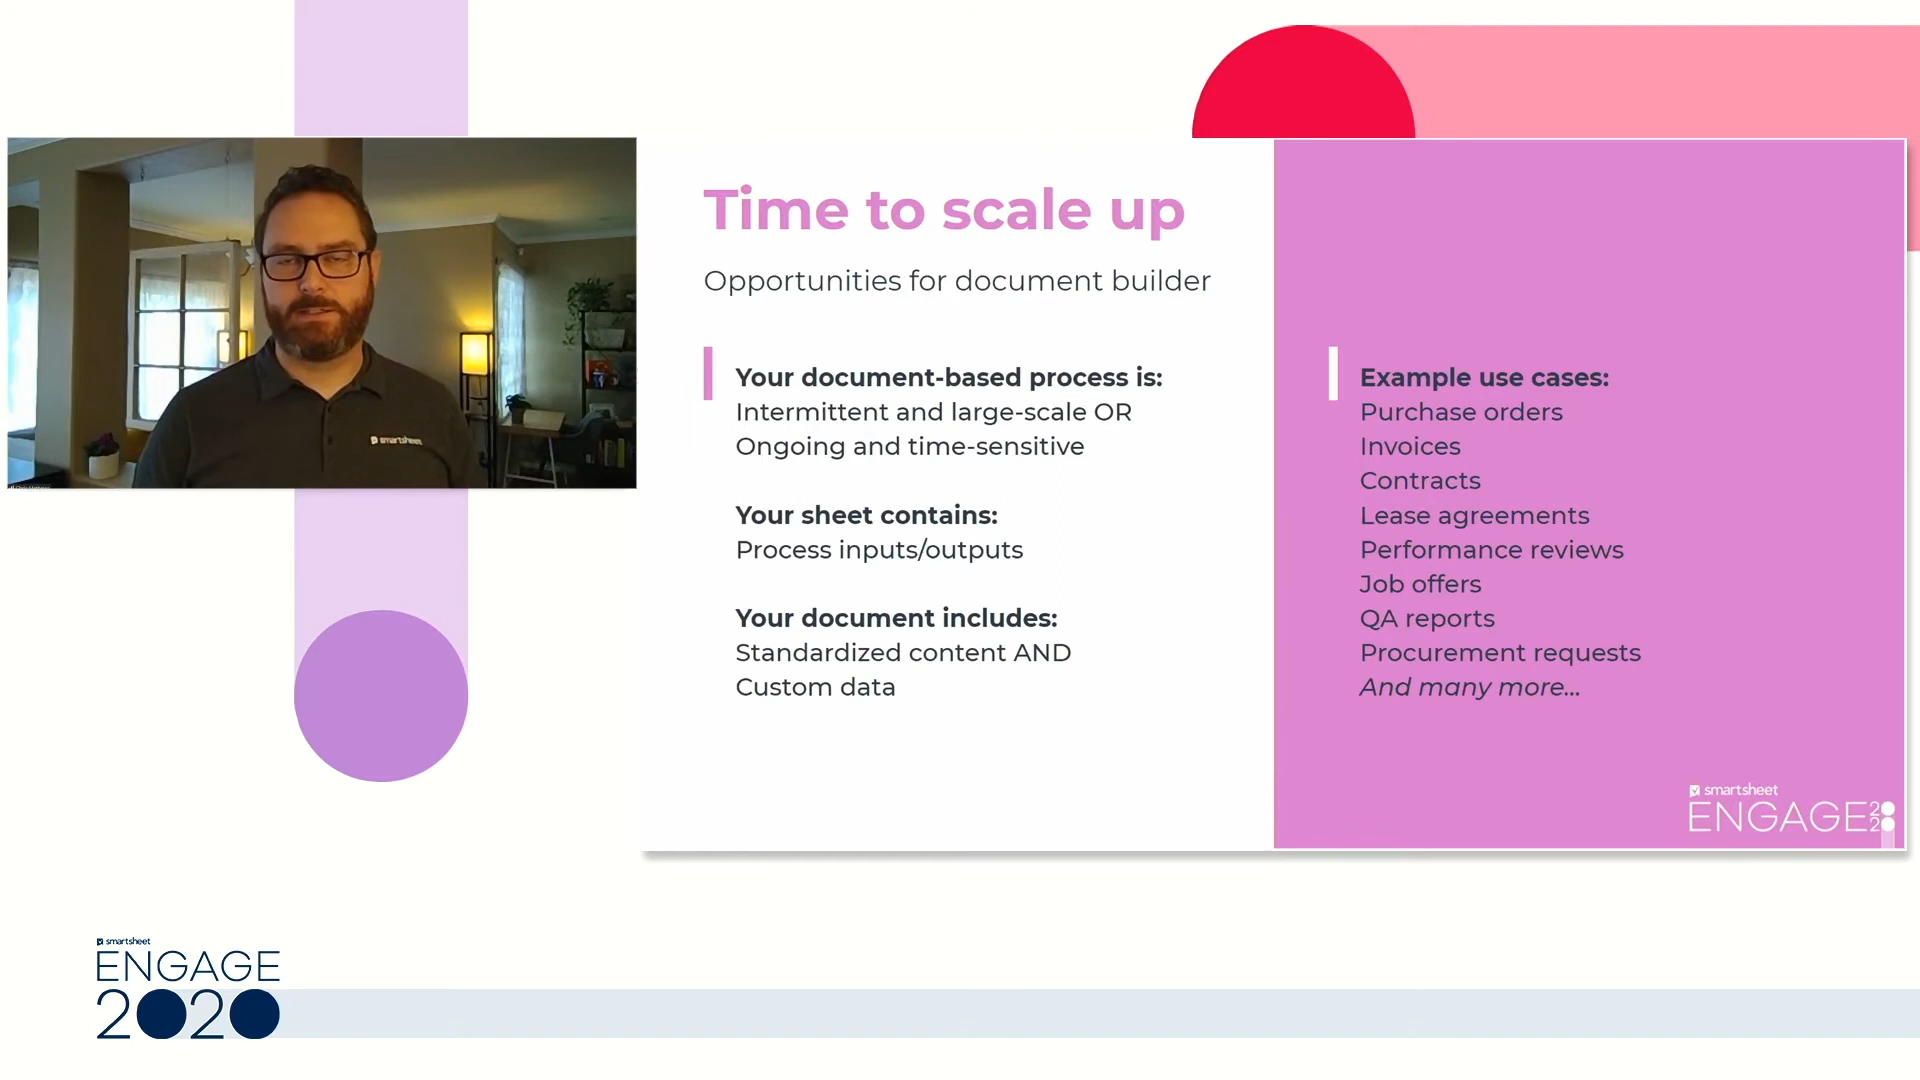 smartsheet
Time to scale up
Opportunities for document builder
Your document-based process is:
Intermittent and large-scale OR
Ongoing and time-sensitive
Your sheet contains:
Process inputs/outputs
Your document includes:
Standardized content AND
Custom data
Example use cases:
Purchase orders
Invoices
Contracts
Lease agreements
Performance reviews
Job offers
QA reports
Procurement requests
And many more...
smartsheet
ENGAGE 2020
smartsheet
ENGAGE
2020